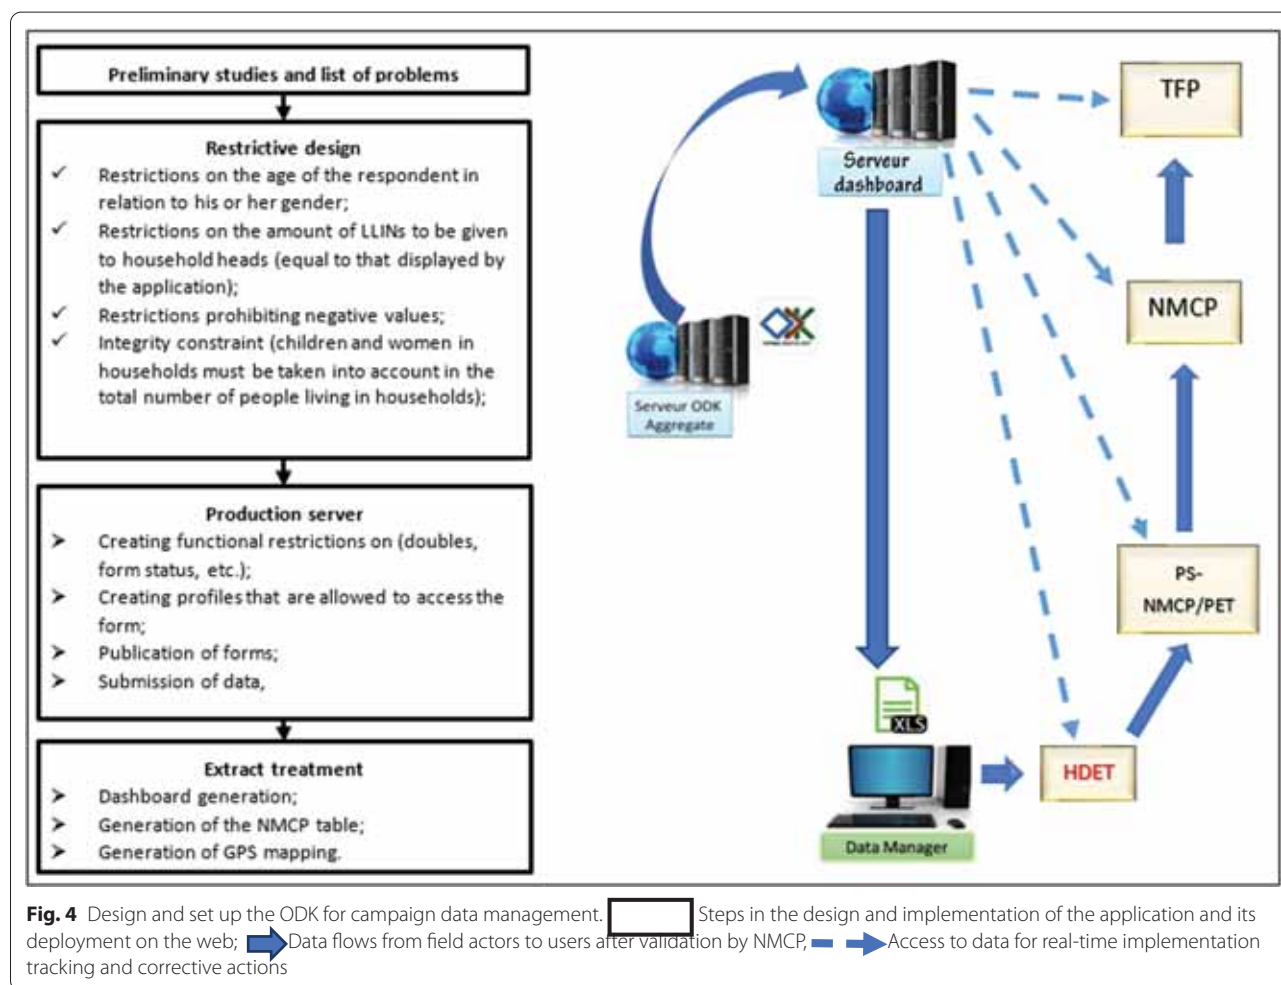 Preliminary studies and list of problems
Restrictive design
✓ Restrictions on the age of the respondent in
relation to his or her gender;
✓ Restrictions on the amount of LLINs to be given
to household heads (equal to that displayed by
the application);
✓ Restrictions prohibiting negative values;
✓ Integrity constraint (children and women in
households must be taken into account in the
total number of people living in households);
Production server
➤ Creating functional restrictions on (doubles,
form status, etc.);
➤ Creating profiles that are allowed to access the
form;
➤ Publication of forms;
➤ Submission of data,
Extract treatment
➤ Dashboard generation;
➤ Generation of the NMCP table;
➤ Generation of GPS mapping.
Serveur
dashboard
Serveur ODK
Aggregate
XLS
Data Manager
TFP
NMCP
PS-
NMCP/PET
HDET
Fig. 4 Design and set up the ODK for campaign data management. Steps in the design and implementation of the application and its
deployment on the web; Data flows from field actors to users after validation by NMCP, Access to data for real-time implementation
tracking and corrective actions